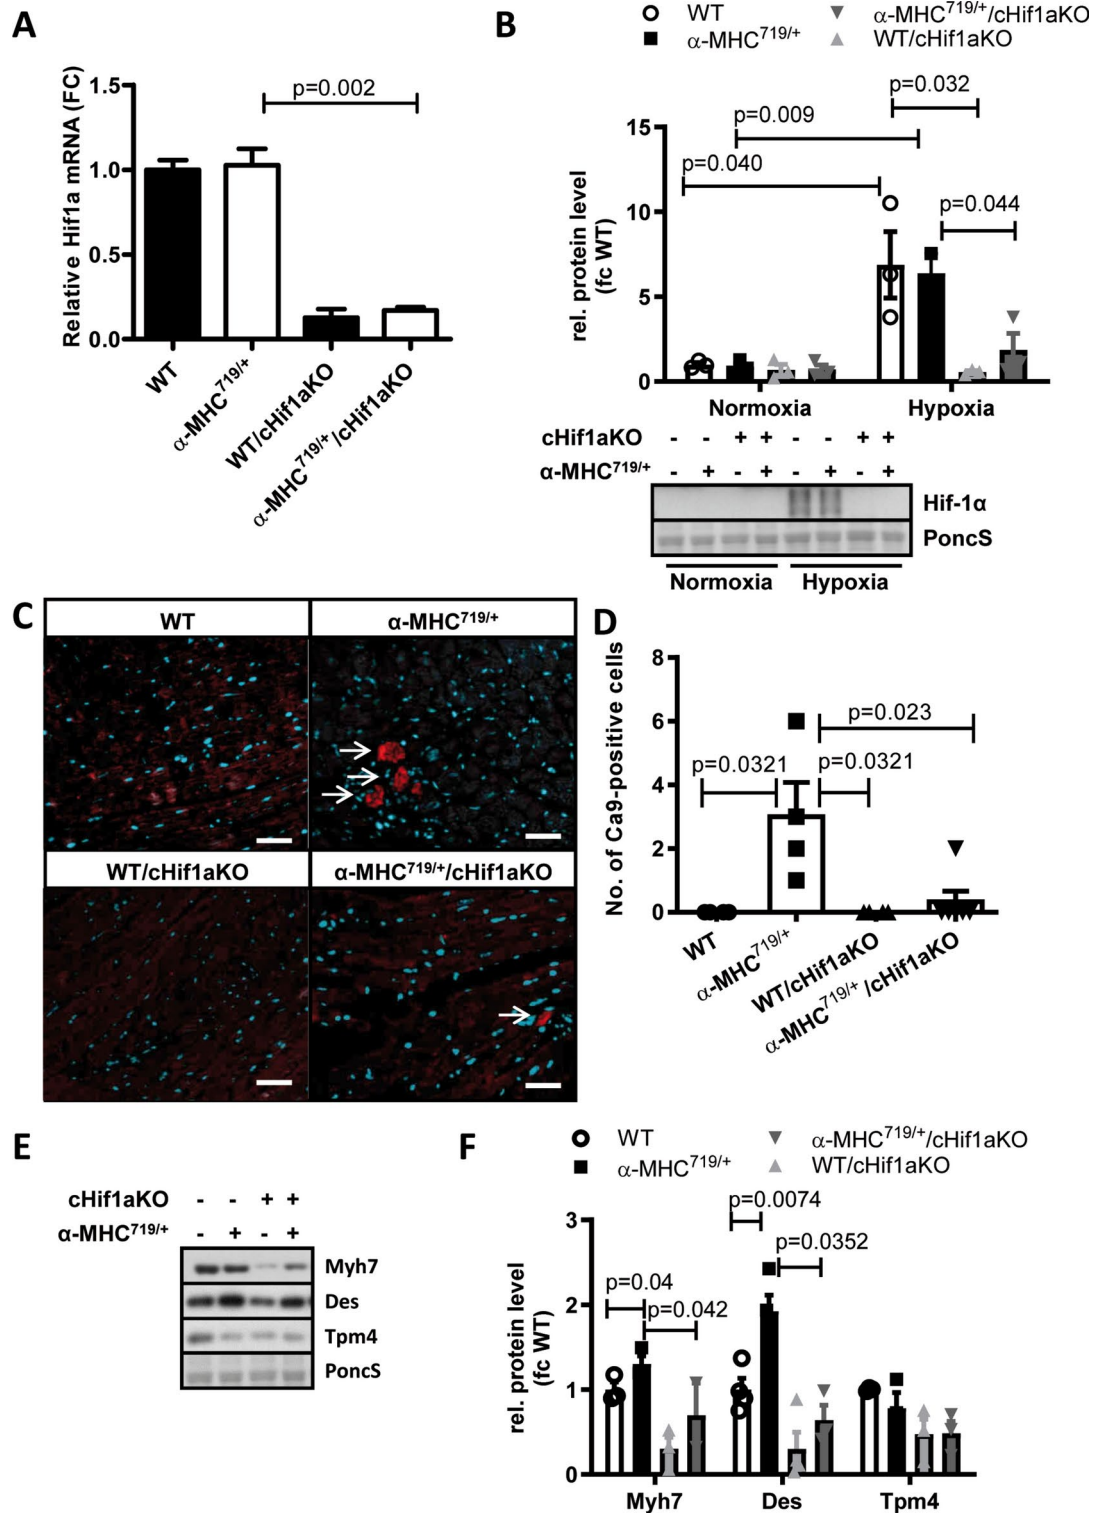 A
Relative Hif1a mRNA (FC)
1.5
1.0
0.5
0.0
p=0.002
WT
α-MHC719/+
WT/cHif1aKO
α-MHC719/+/cHif1aKO
B
WT
α-MHC719/+
α-MHC719/+/cHif1aKO
WT/cHif1aKO
rel. protein level
(fc WT)
15
10
5
0
p=0.032
p=0.009
p=0.040
p=0.044
Normoxia Hypoxia
cHif1aKO - - + + - - + +
α-MHC719/+ - + - + - + - +
Hif-1α
PoncS
Normoxia Hypoxia
C
WT
α-MHC719/+
WT/cHif1aKO
α-MHC719/+/cHif1aKO
D
No. of Ca9-positive cells
8
6
4
2
0
p=0.023
p=0.0321
p=0.0321
WT
α-MHC719/+
WT/cHif1aKO
α-MHC719/+/cHif1aKO
E
cHif1aKO - - + +
α-MHC719/+ - + - +
Myh7
Des
Tpm4
PoncS
F
WT
α-MHC719/+
α-MHC719/+/cHif1aKO
WT/cHif1aKO
rel. protein level
(fc WT)
3
2
1
0
p=0.0074
p=0.0352
p=0.04
p=0.042
Myh7 Des Tpm4